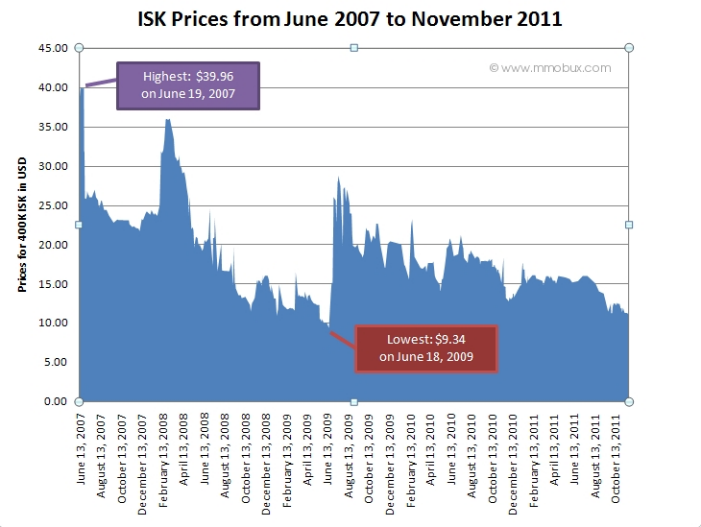 ISK Prices from June 2007 to November 2011
© www.mmobux.com
Highest: $39.96
on June 19, 2007
Lowest: $9.34
on June 18, 2009
Prices for 400K ISK in USD
45.00
40.00
35.00
30.00
25.00
20.00
15.00
10.00
5.00
0.00
June 13, 2007
August 13, 2007
October 13, 2007
December 13, 2007
February 13, 2008
April 13, 2008
June 13, 2008
August 13, 2008
October 13, 2008
December 13, 2008
February 13, 2009
April 13, 2009
June 13, 2009
August 13, 2009
October 13, 2009
December 13, 2009
February 13, 2010
April 13, 2010
June 13, 2010
August 13, 2010
October 13, 2010
December 13, 2010
February 13, 2011
April 13, 2011
June 13, 2011
August 13, 2011
October 13, 2011